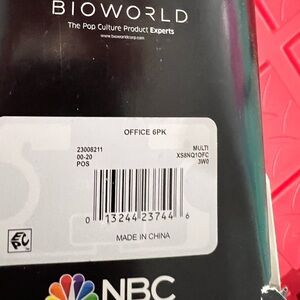 BIOWORLD
The Pop Culture Product Experts
www.bioworldcorp.com
OFFICE 6PK
23008211
00-20
POS
MULTI
XS8NQ1OFC
3W0
0 13244 23744 6
MADE IN CHINA
NBC